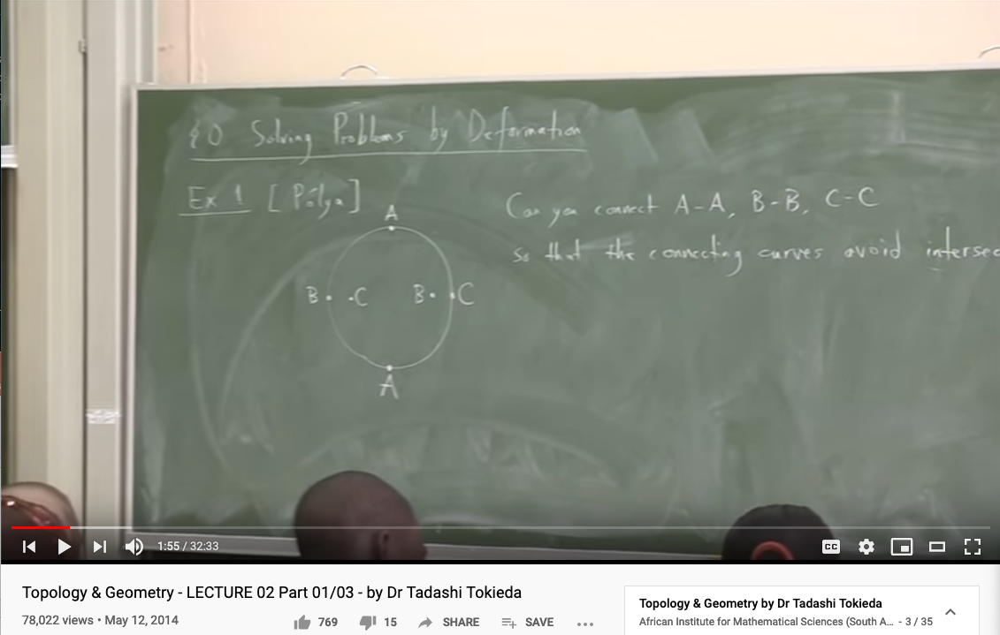 §0 Solving Problems by Deformation
Ex 1 [Pólya]
Can you connect A-A, B-B, C-C
so that the connecting curves avoid intersec
A
B C B C
A
1:55 / 32:33
CC
Topology & Geometry - LECTURE 02 Part 01/03 - by Dr Tadashi Tokieda
78,022 views • May 12, 2014
769
15
SHARE
SAVE
Topology & Geometry by Dr Tadashi Tokieda
African Institute for Mathematical Sciences (South A... - 3 / 35